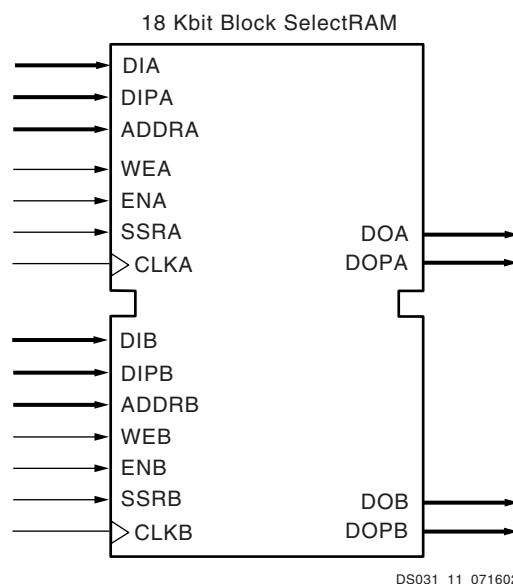 18 Kbit Block SelectRAM
DIA
DIPA
ADDRA
WEA
ENA
SSRA
CLKA
DOA
DOPA
DIB
DIPB
ADDRB
WEB
ENB
SSRB
CLKB
DOB
DOPB
DS031_11_071602